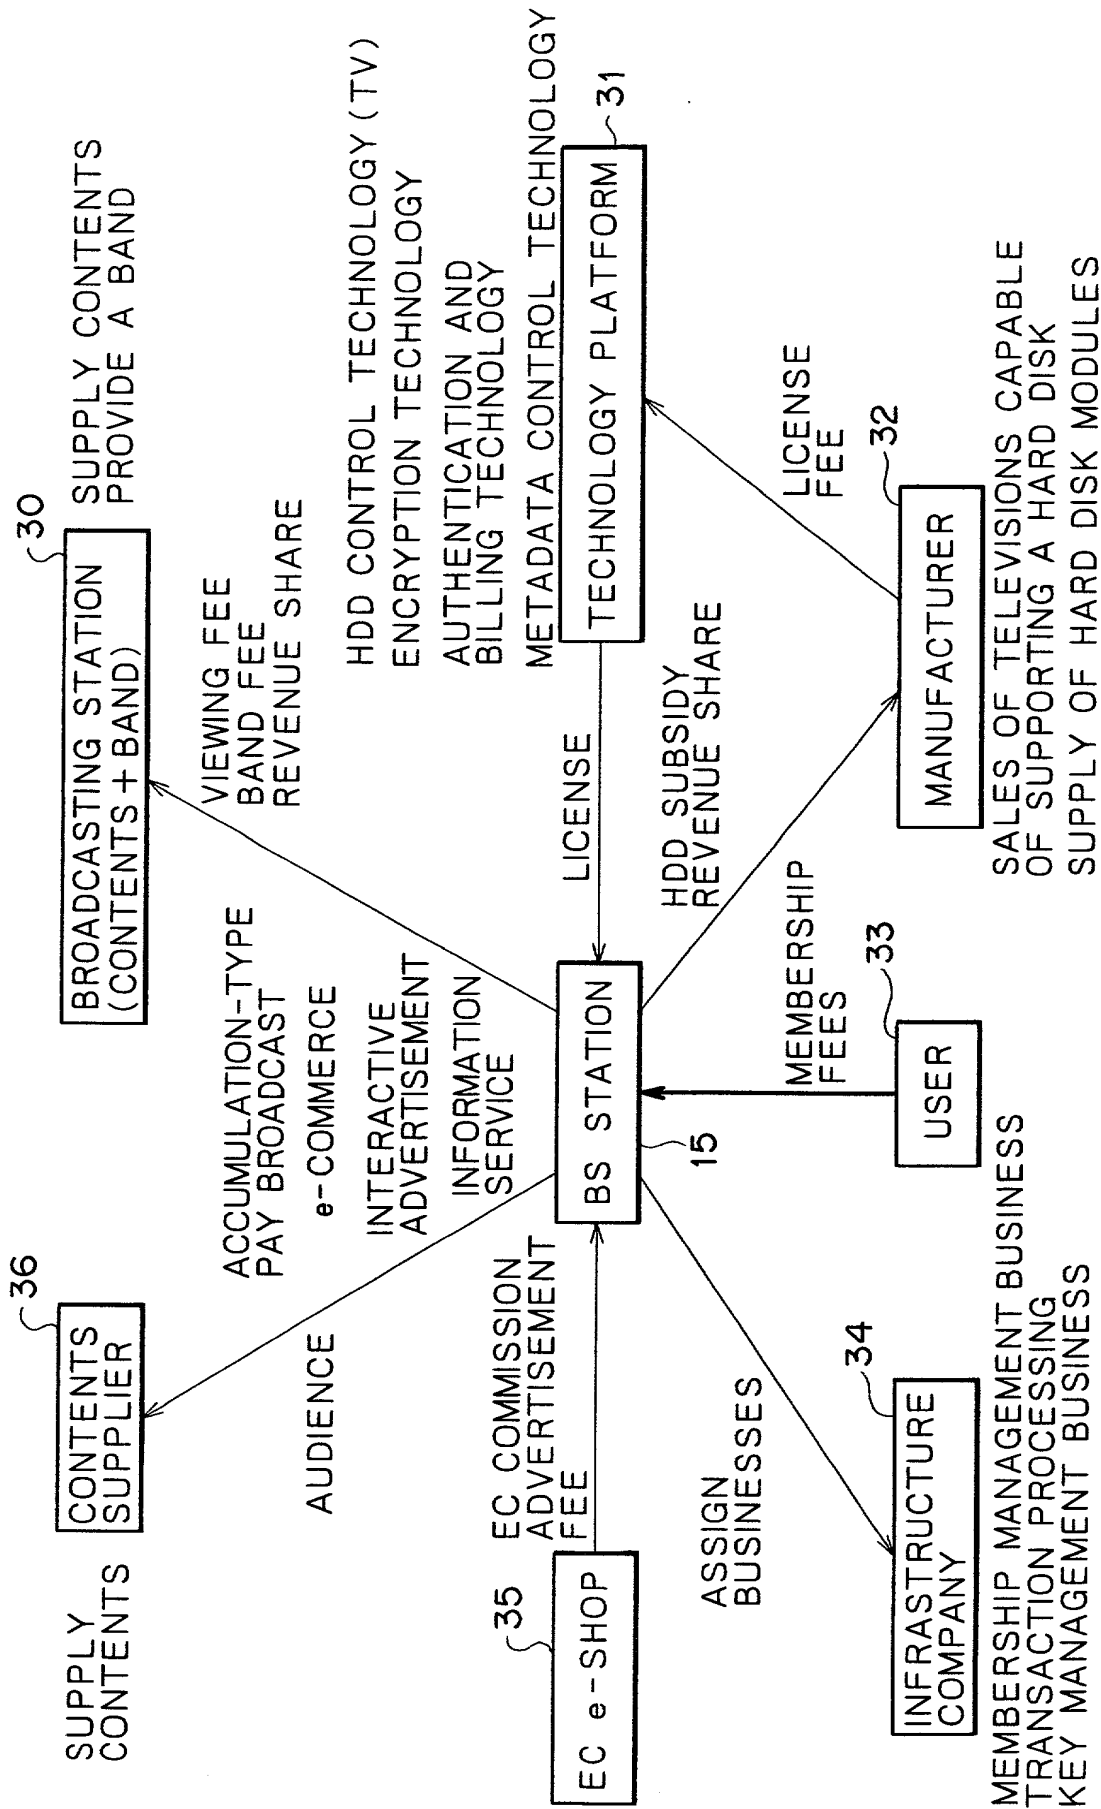 36
CONTENTS
SUPPLIER
SUPPLY
CONTENTS
30
BROADCASTING STATION
(CONTENTS+BAND)
SUPPLY CONTENTS
PROVIDE A BAND
ACCUMULATION-TYPE
PAY BROADCAST
e-COMMERCE
INTERACTIVE
ADVERTISEMENT
INFORMATION
SERVICE
AUDIENCE
VIEWING FEE
BAND FEE
REVENUE SHARE
HDD CONTROL TECHNOLOGY (TV)
ENCRYPTION TECHNOLOGY
AUTHENTICATION AND
BILLING TECHNOLOGY
METADATA CONTROL TECHNOLOGY
35
EC e-SHOP
EC COMMISSION
ADVERTISEMENT
FEE
BS STATION
15
LICENSE
TECHNOLOGY PLATFORM
31
ASSIGN
BUSINESSES
MEMBERSHIP
FEES
HDD SUBSIDY
REVENUE SHARE
LICENSE
FEE
34
INFRASTRUCTURE
COMPANY
MEMBERSHIP MANAGEMENT BUSINESS
TRANSACTION PROCESSING
KEY MANAGEMENT BUSINESS
33
USER
32
MANUFACTURER
SALES OF TELEVISIONS CAPABLE
OF SUPPORTING A HARD DISK
SUPPLY OF HARD DISK MODULES